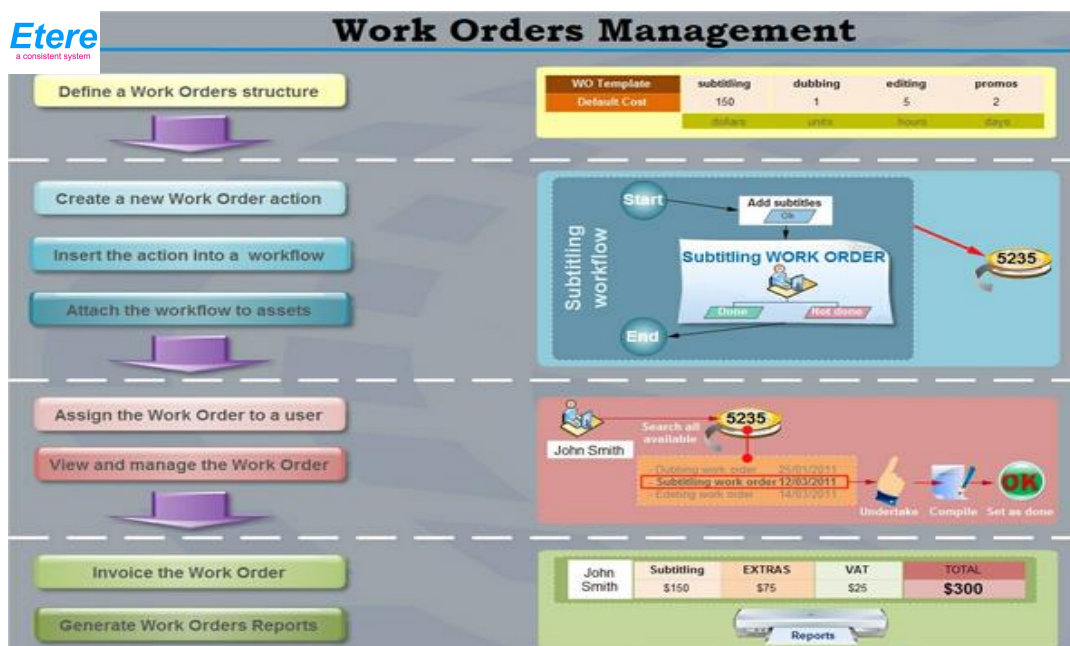 Etere
a consistent system
Work Orders Management
Define a Work Orders structure
WO Template subtitling dubbing editing promos
Default Cost 150 1 5 2
dollars units hours days
Create a new Work Order action
Insert the action into a workflow
Attach the workflow to assets
Subtitling
workflow
Start
Add subtitles
Ok
Subtitling WORK ORDER
Done Not done
End
5235
Assign the Work Order to a user
View and manage the Work Order
John Smith
Search all
available
5235
- Dubbing work order 25/01/2011
- Subtitling work order 12/03/2011
- Editing work order 14/03/2011
Undertake Compile Set as done
OK
Invoice the Work Order
Generate Work Orders Reports
John
Smith
Subtitling EXTRAS VAT TOTAL
$150 $75 $25 $300
Reports